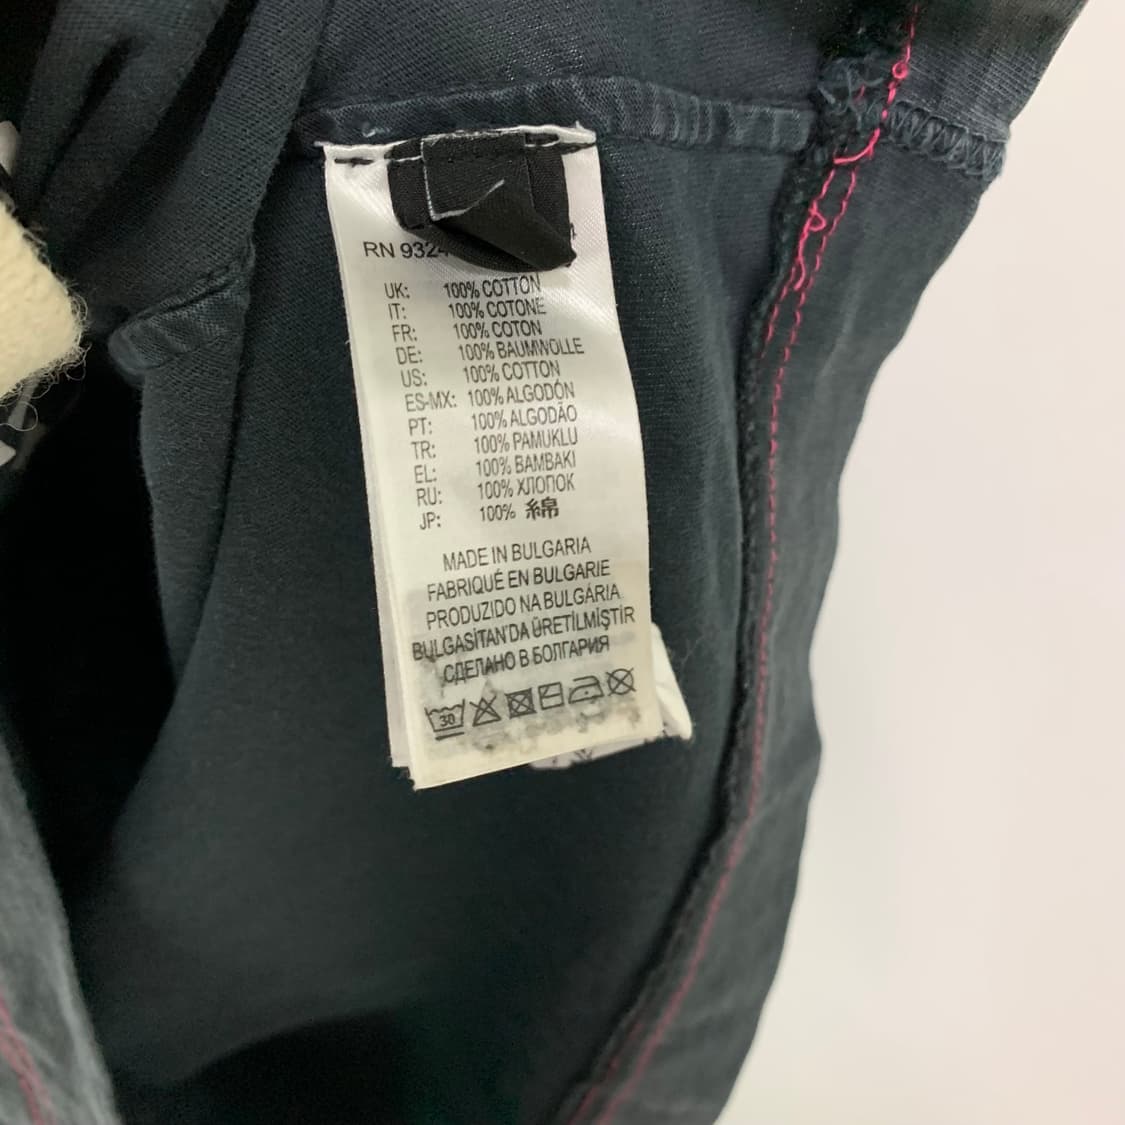 RN 932
UK: 100% COTTON
IT: 100% COTONE
FR: 100% COTON
DE: 100% BAUMWOLLE
US: 100% COTTON
ES-MX: 100% ALGODÓN
PT: 100% ALGODÃO
TR: 100% PAMUKLU
EL: 100% BAMBAKI
RU: 100% ХЛОПОК
JP: 100% 綿
MADE IN BULGARIA
FABRIQUÉ EN BULGARIE
PRODUZIDO NA BULGÁRIA
BULGASİTAN'DA ÜRETİLMİŞTİR
СДЕЛАНО В БОЛГАРИЯ
30